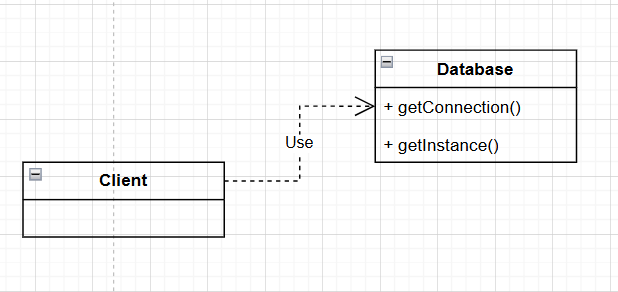 Database
+ getConnection()
+ getInstance()
Use
Client